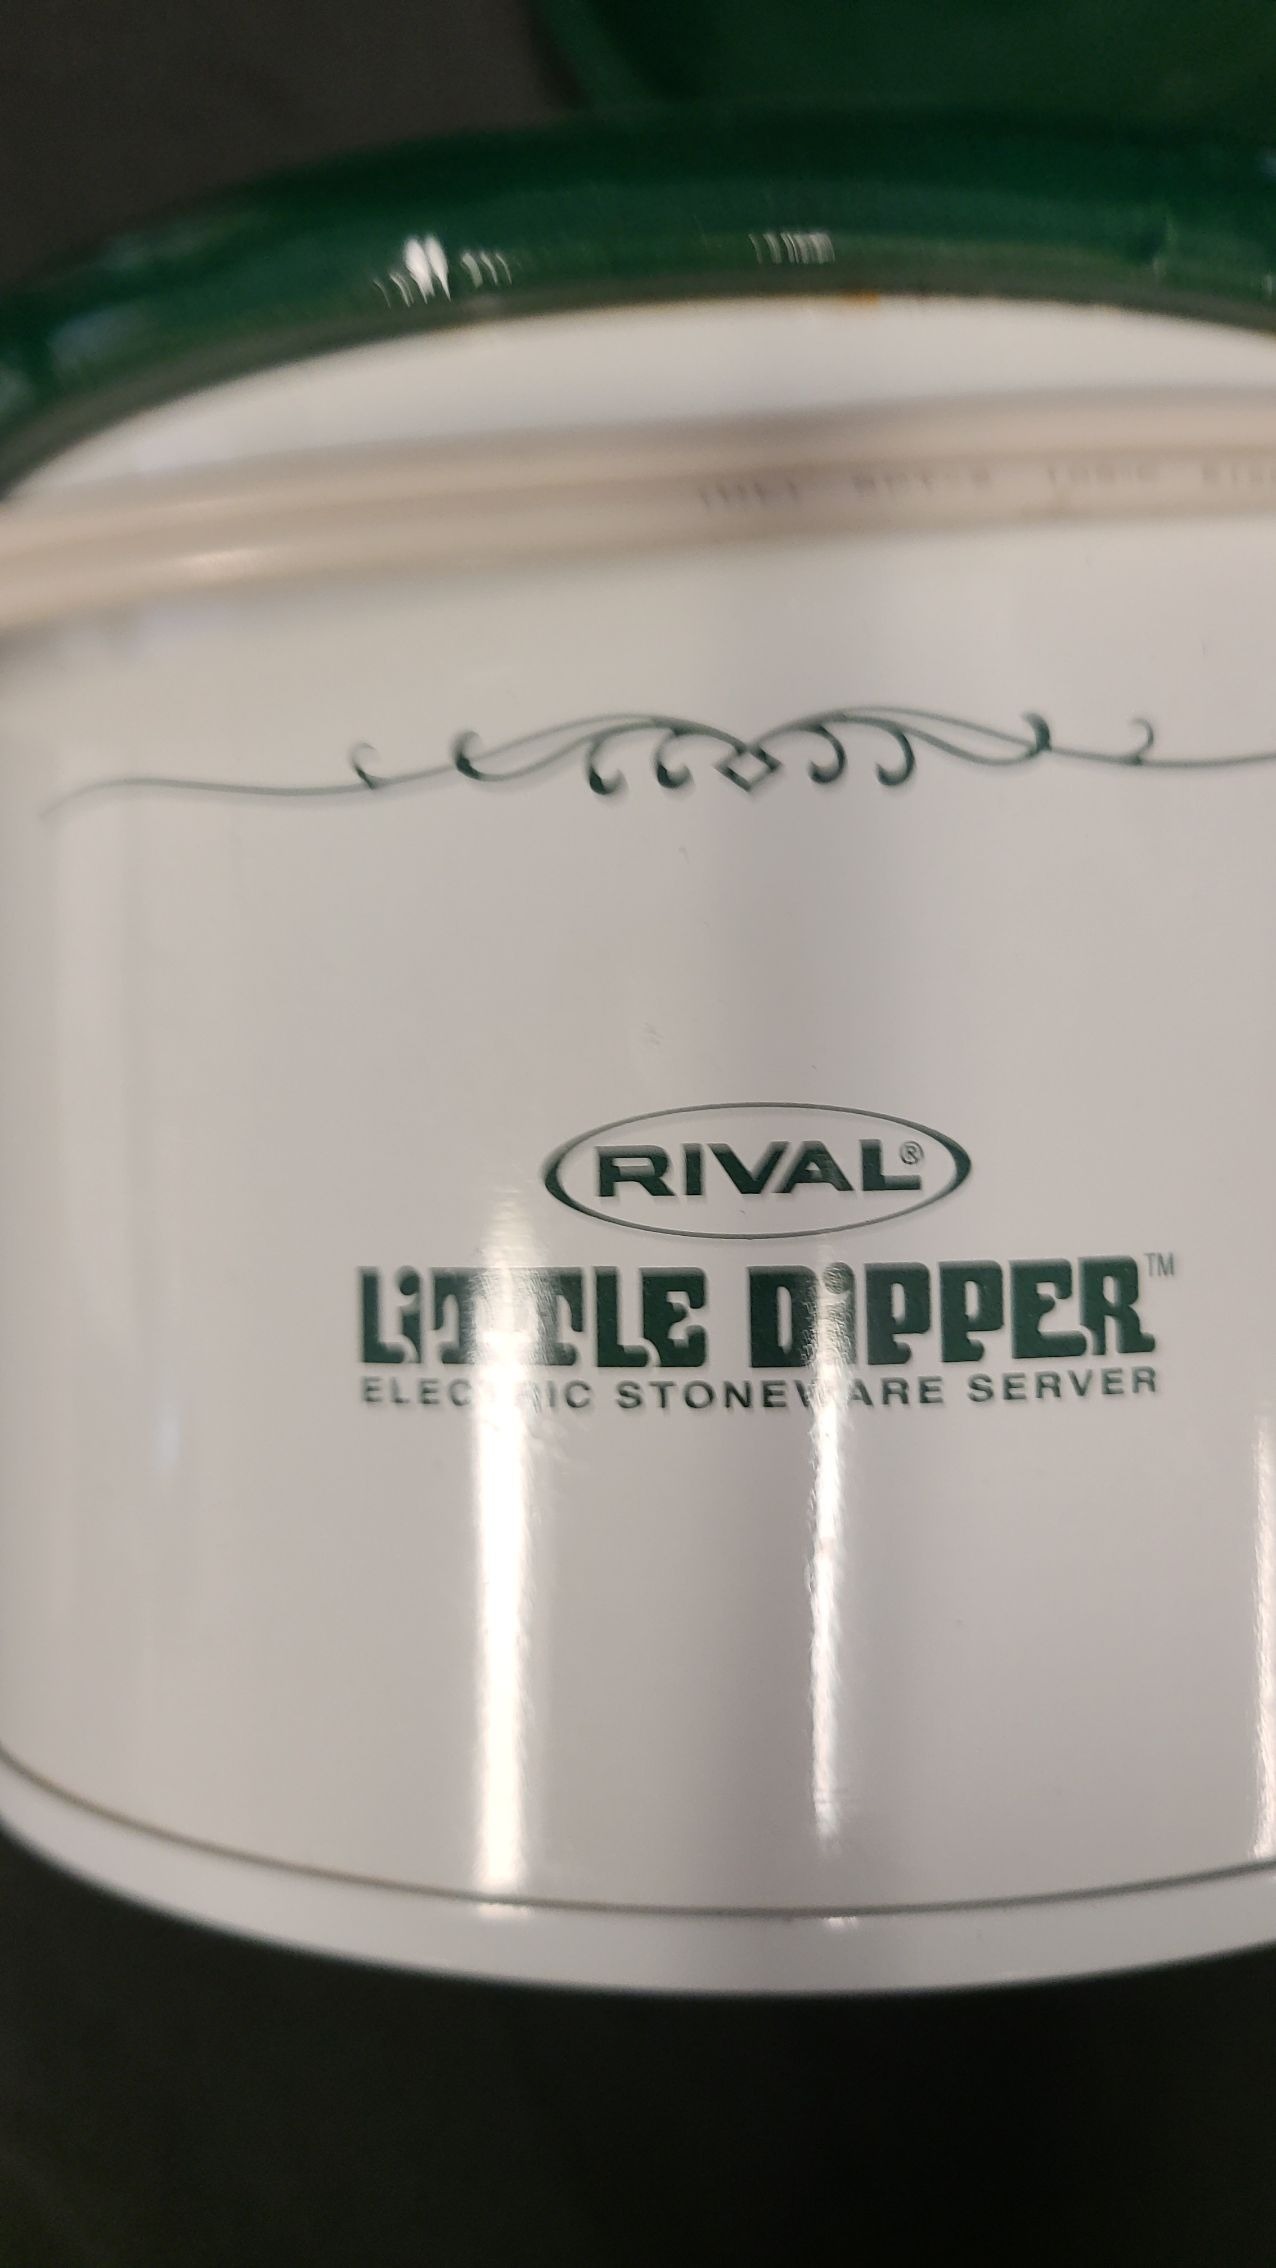 RIVAL®
LiTTLE DiPPER™
ELECTRIC STONEWARE SERVER